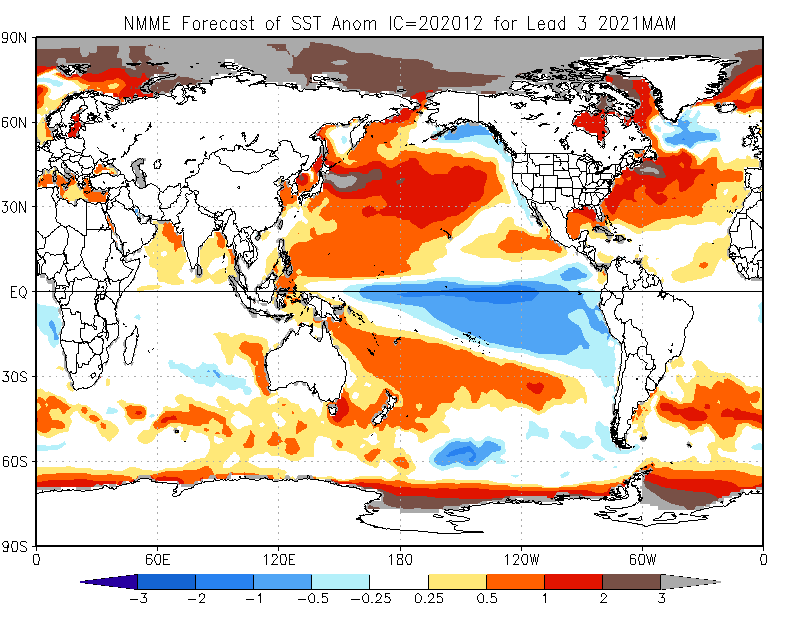 NMME Forecast of SST Anom IC=202012 for Lead 3 2021MAM
90N
60N
30N
EQ
30S
60S
90S
0 60E 120E 180 120W 60W 0
-3 -2 -1 -0.5 -0.25 0.25 0.5 1 2 3